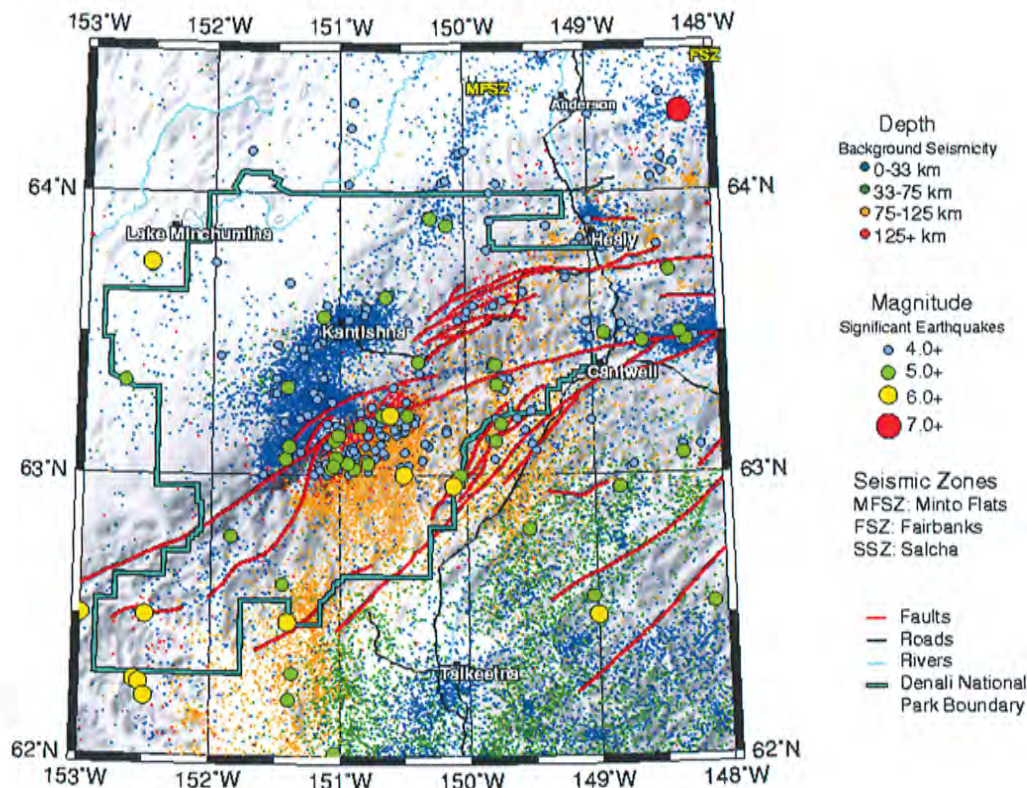 153°W 152°W 151°W 150°W 149°W 148°W
FSZ
MFSZ
Anderson
64°N 64°N
Lake Minchumina
Healy
Kantishna
Cantwell
63°N 63°N
Talkeetna
62°N 62°N
153°W 152°W 151°W 150°W 149°W 148°W
Depth
Background Seismicity
0-33 km
33-75 km
75-125 km
125+ km
Magnitude
Significant Earthquakes
4.0+
5.0+
6.0+
7.0+
Seismic Zones
MFSZ: Minto Flats
FSZ: Fairbanks
SSZ: Salcha
Faults
Roads
Rivers
Denali National
Park Boundary